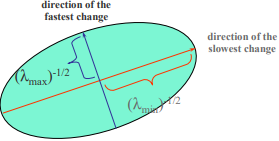 direction of the
fastest change
direction of the
slowest change
(λmax)-1/2
(λmin)-1/2